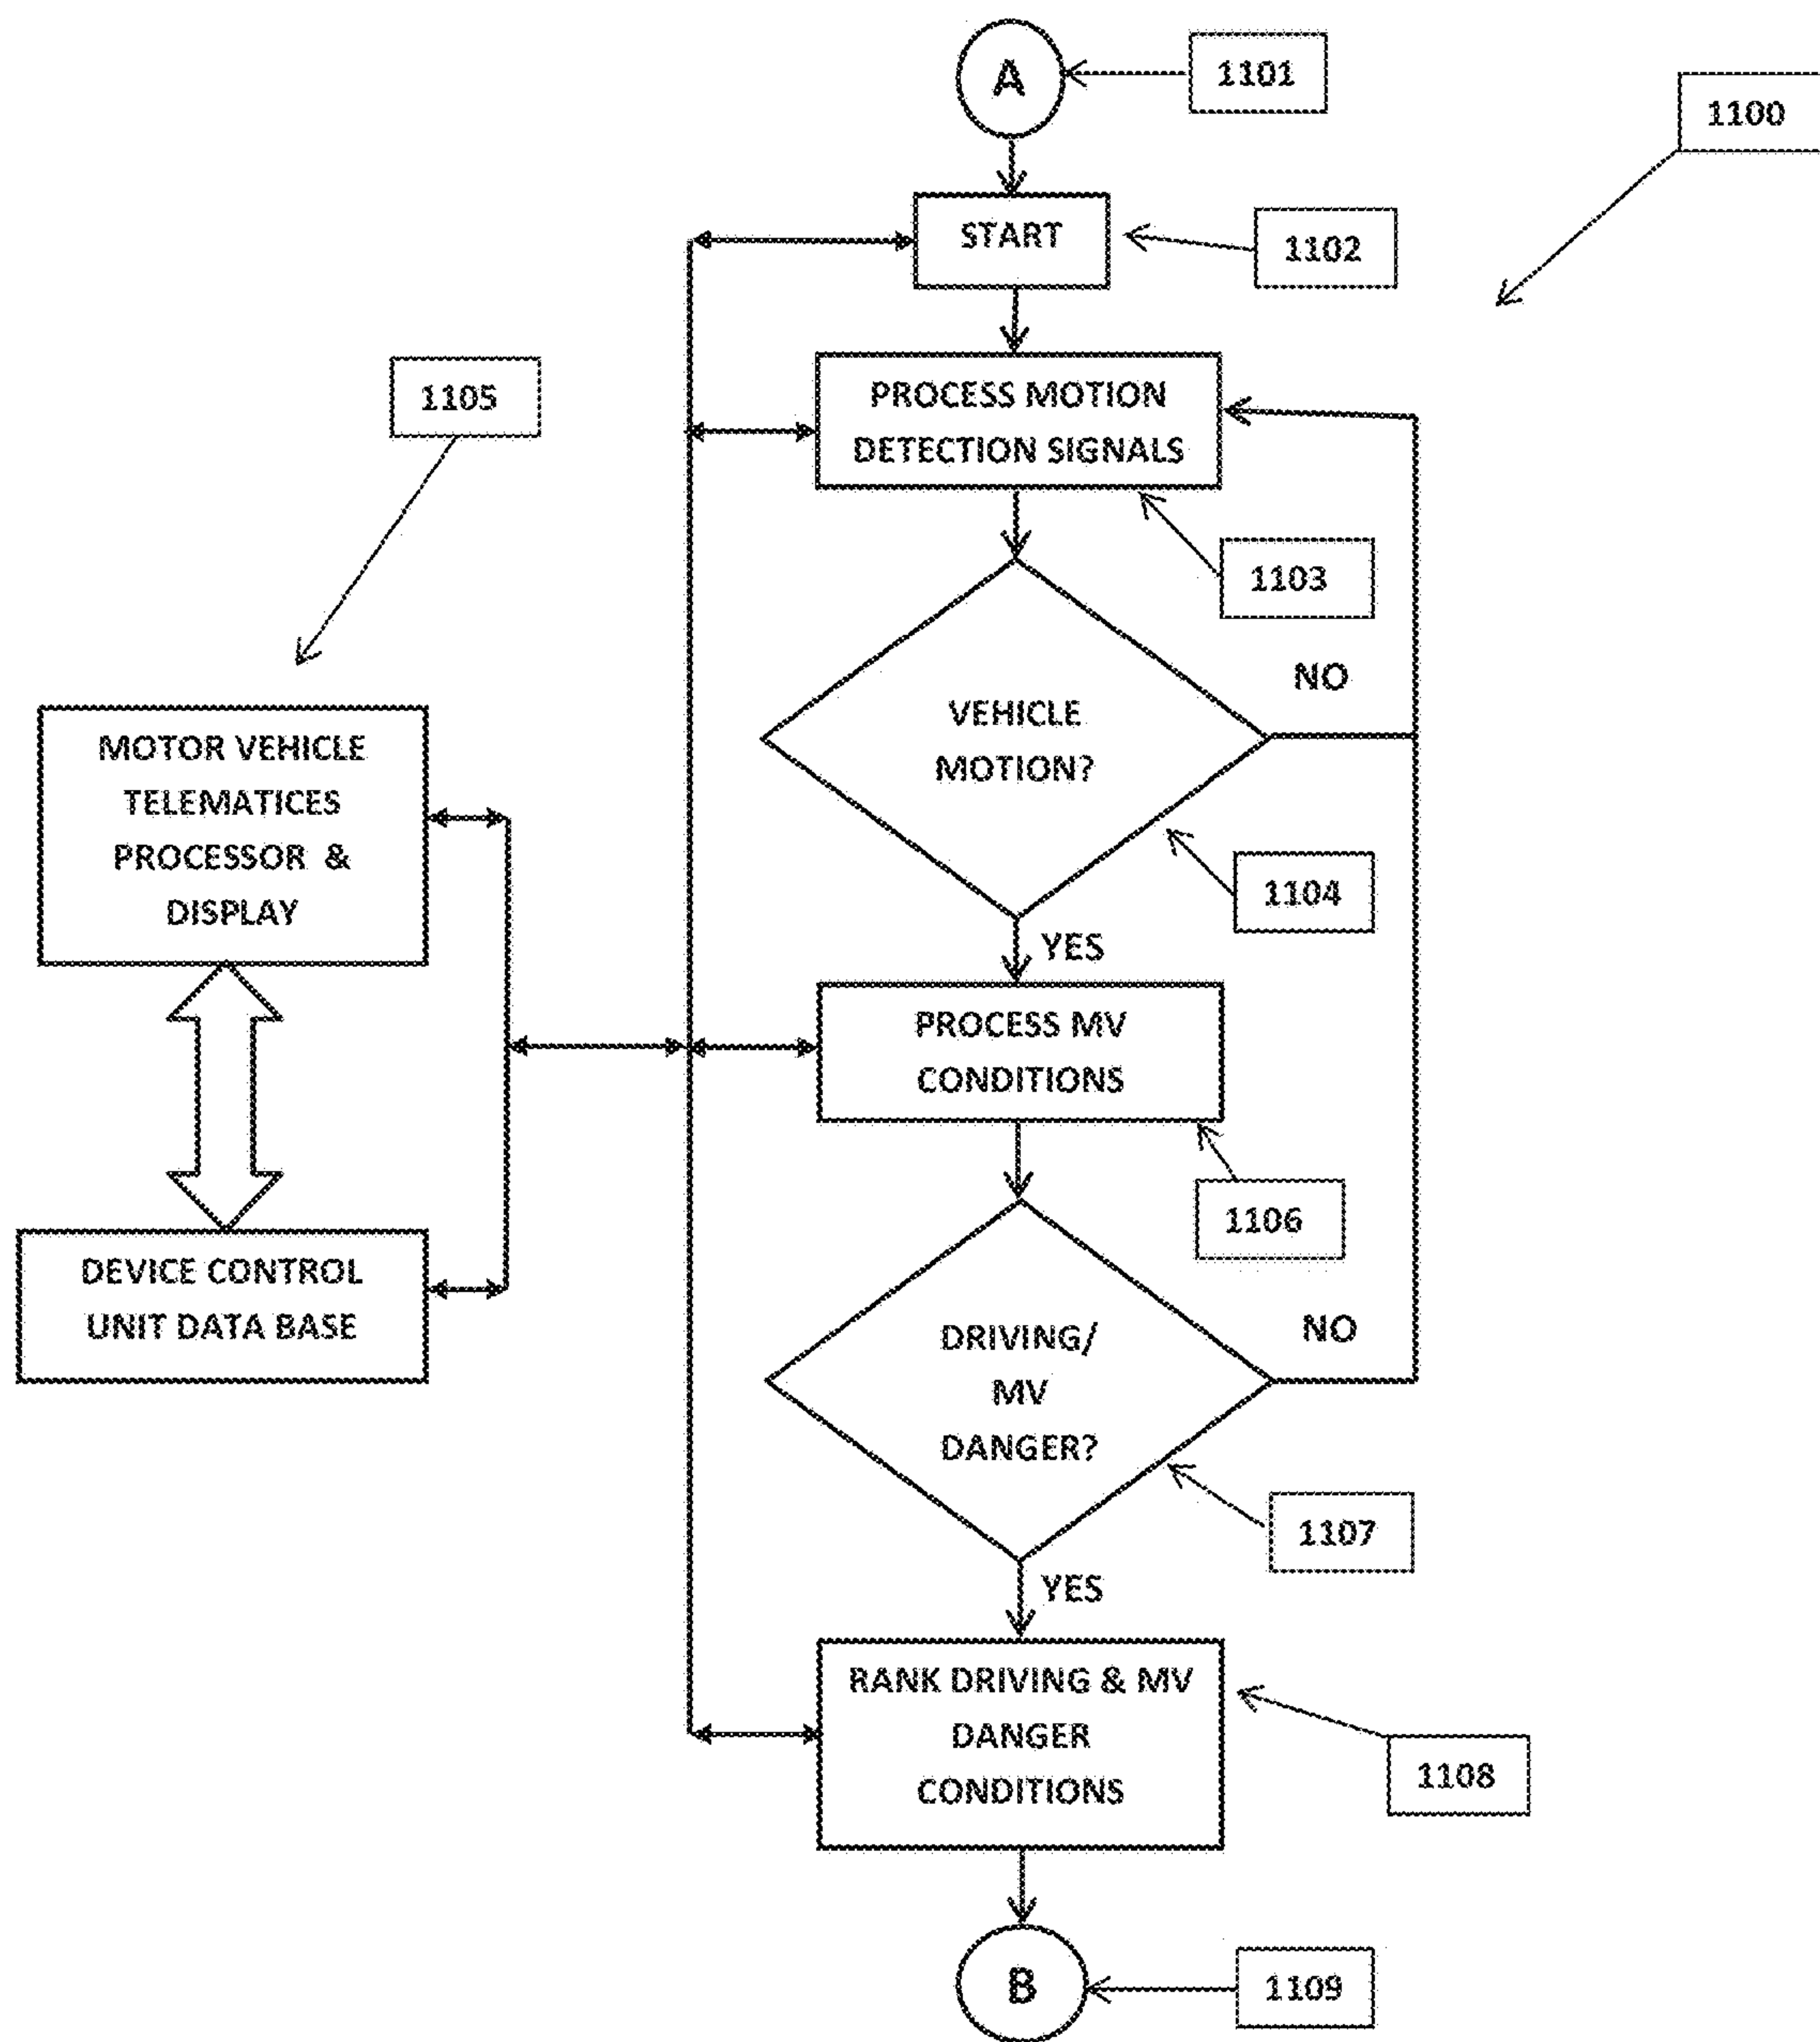 A
1101
1100
START
1102
PROCESS MOTION
DETECTION SIGNALS
1105
1103
NO
VEHICLE
MOTION?
1104
MOTOR VEHICLE
TELEMATICES
PROCESSOR &
DISPLAY
YES
PROCESS MV
CONDITIONS
1106
DEVICE CONTROL
UNIT DATA BASE
NO
DRIVING/
MV
DANGER?
1107
YES
RANK DRIVING & MV
DANGER
CONDITIONS
1108
B
1109